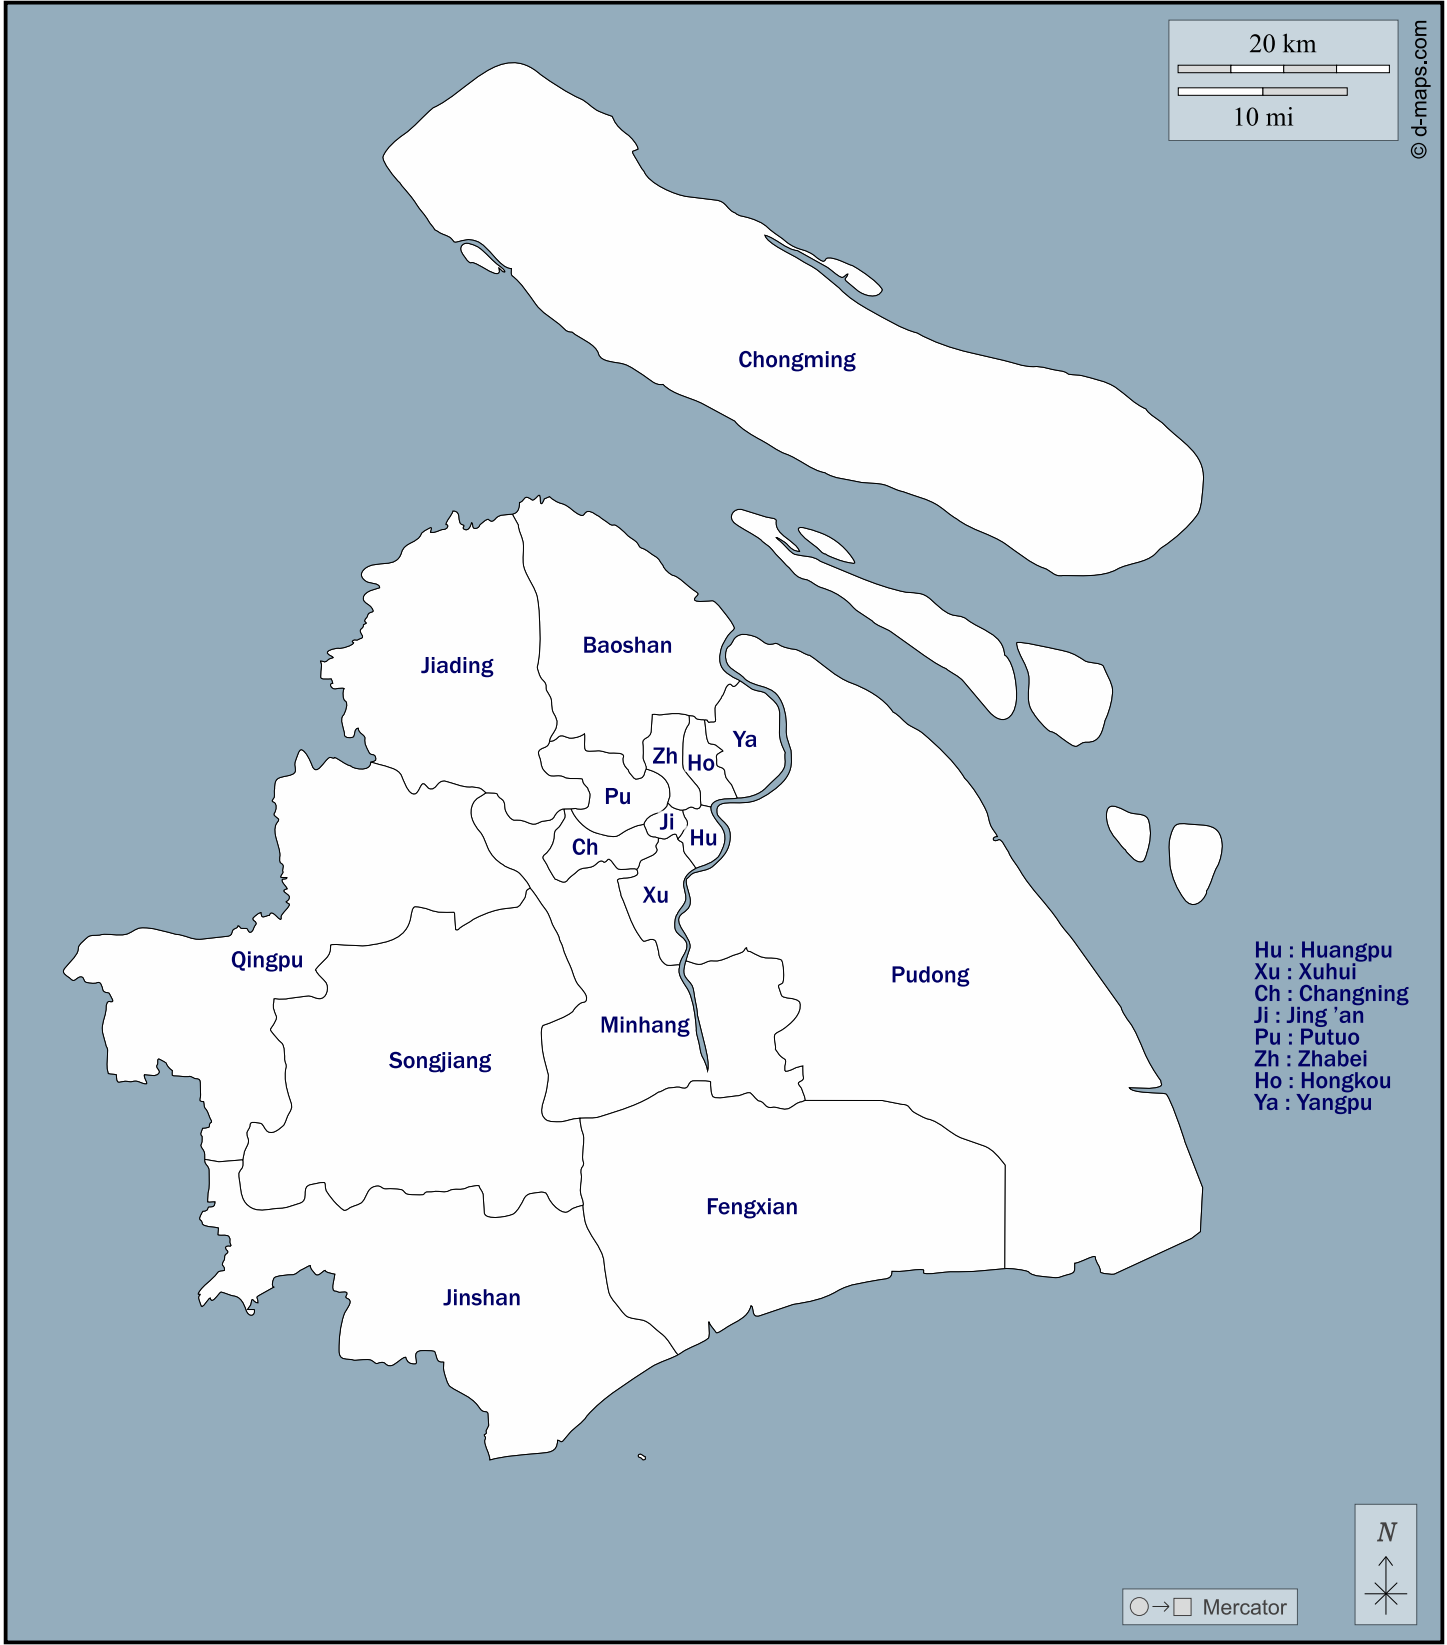 20 km
10 mi
© d-maps.com
Chongming
Baoshan
Jiading
Ya
Zh
Ho
Pu
Ji
Hu
Ch
Xu
Qingpu
Pudong
Minhang
Songjiang
Fengxian
Jinshan
Hu : Huangpu
Xu : Xuhui
Ch : Changning
Ji : Jing ’an
Pu : Putuo
Zh : Zhabei
Ho : Hongkou
Ya : Yangpu
N
Mercator